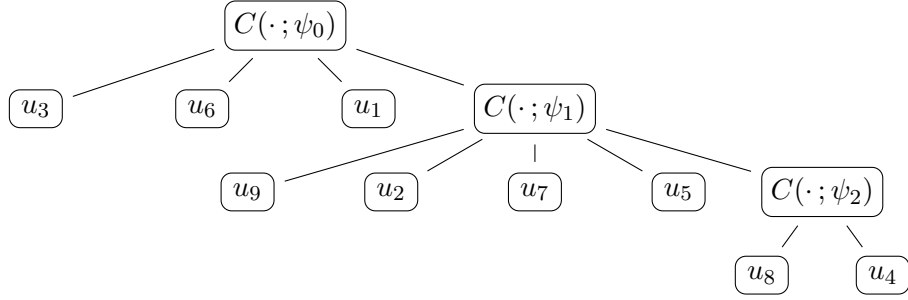 C(· ; ψ₀)
u₃ u₆ u₁ C(· ; ψ₁)
u₉ u₂ u₇ u₅ C(· ; ψ₂)
u₈ u₄